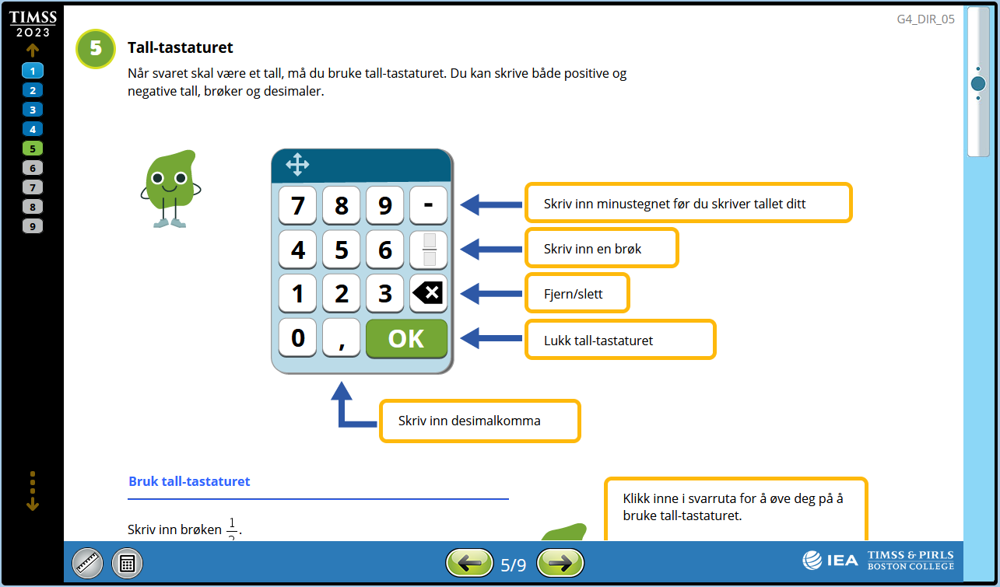 TIMSS
2023
1
2
3
4
5
6
7
8
9
G4_DIR_05
5
Tall-tastaturet
Når svaret skal være et tall, må du bruke tall-tastaturet. Du kan skrive både positive og
negative tall, brøker og desimaler.
7 8 9 -
4 5 6
1 2 3
0 , OK
Skriv inn minustegnet før du skriver tallet ditt
Skriv inn en brøk
Fjern/slett
Lukk tall-tastaturet
Skriv inn desimalkomma
Bruk tall-tastaturet
Skriv inn brøken 1/2.
Klikk inne i svarruta for å øve deg på å
bruke tall-tastaturet.
5/9
IEA
TIMSS & PIRLS
BOSTON COLLEGE